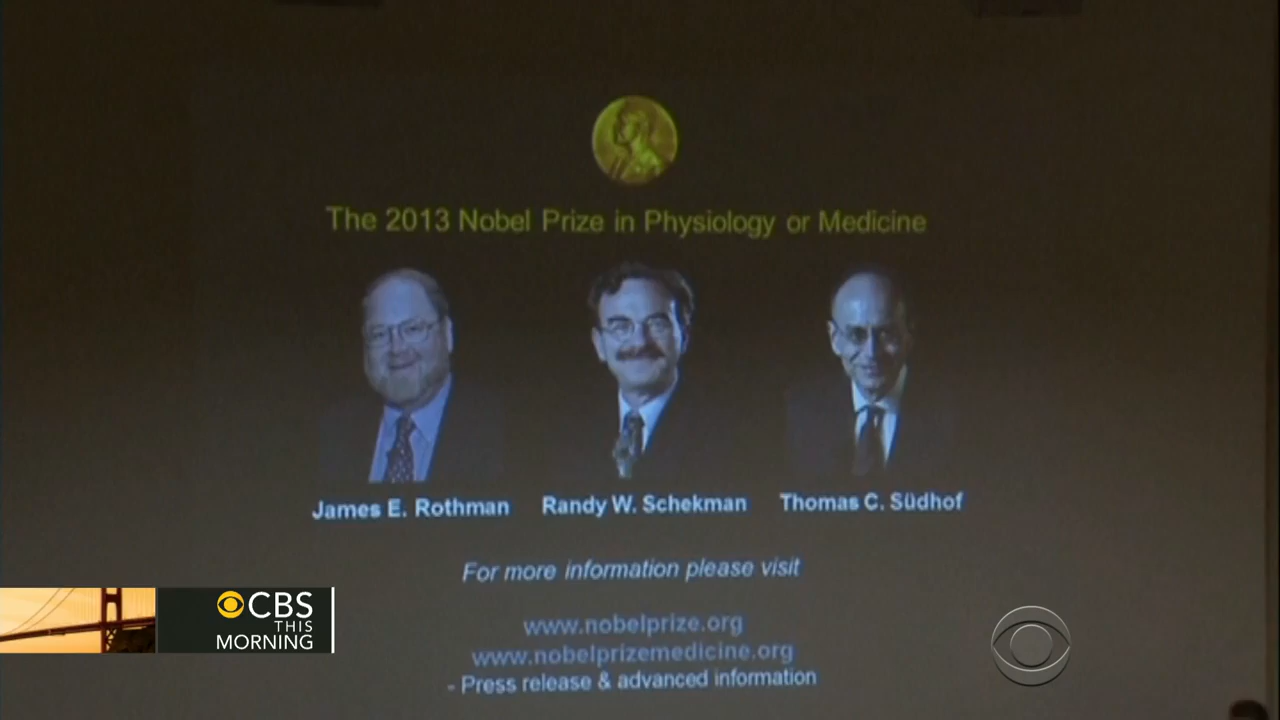 The 2013 Nobel Prize in Physiology or Medicine
James E. Rothman
Randy W. Schekman
Thomas C. Südhof
For more information please visit
www.nobelprize.org
www.nobelprizemedicine.org
- Press release & advanced information
CBS
THIS
MORNING